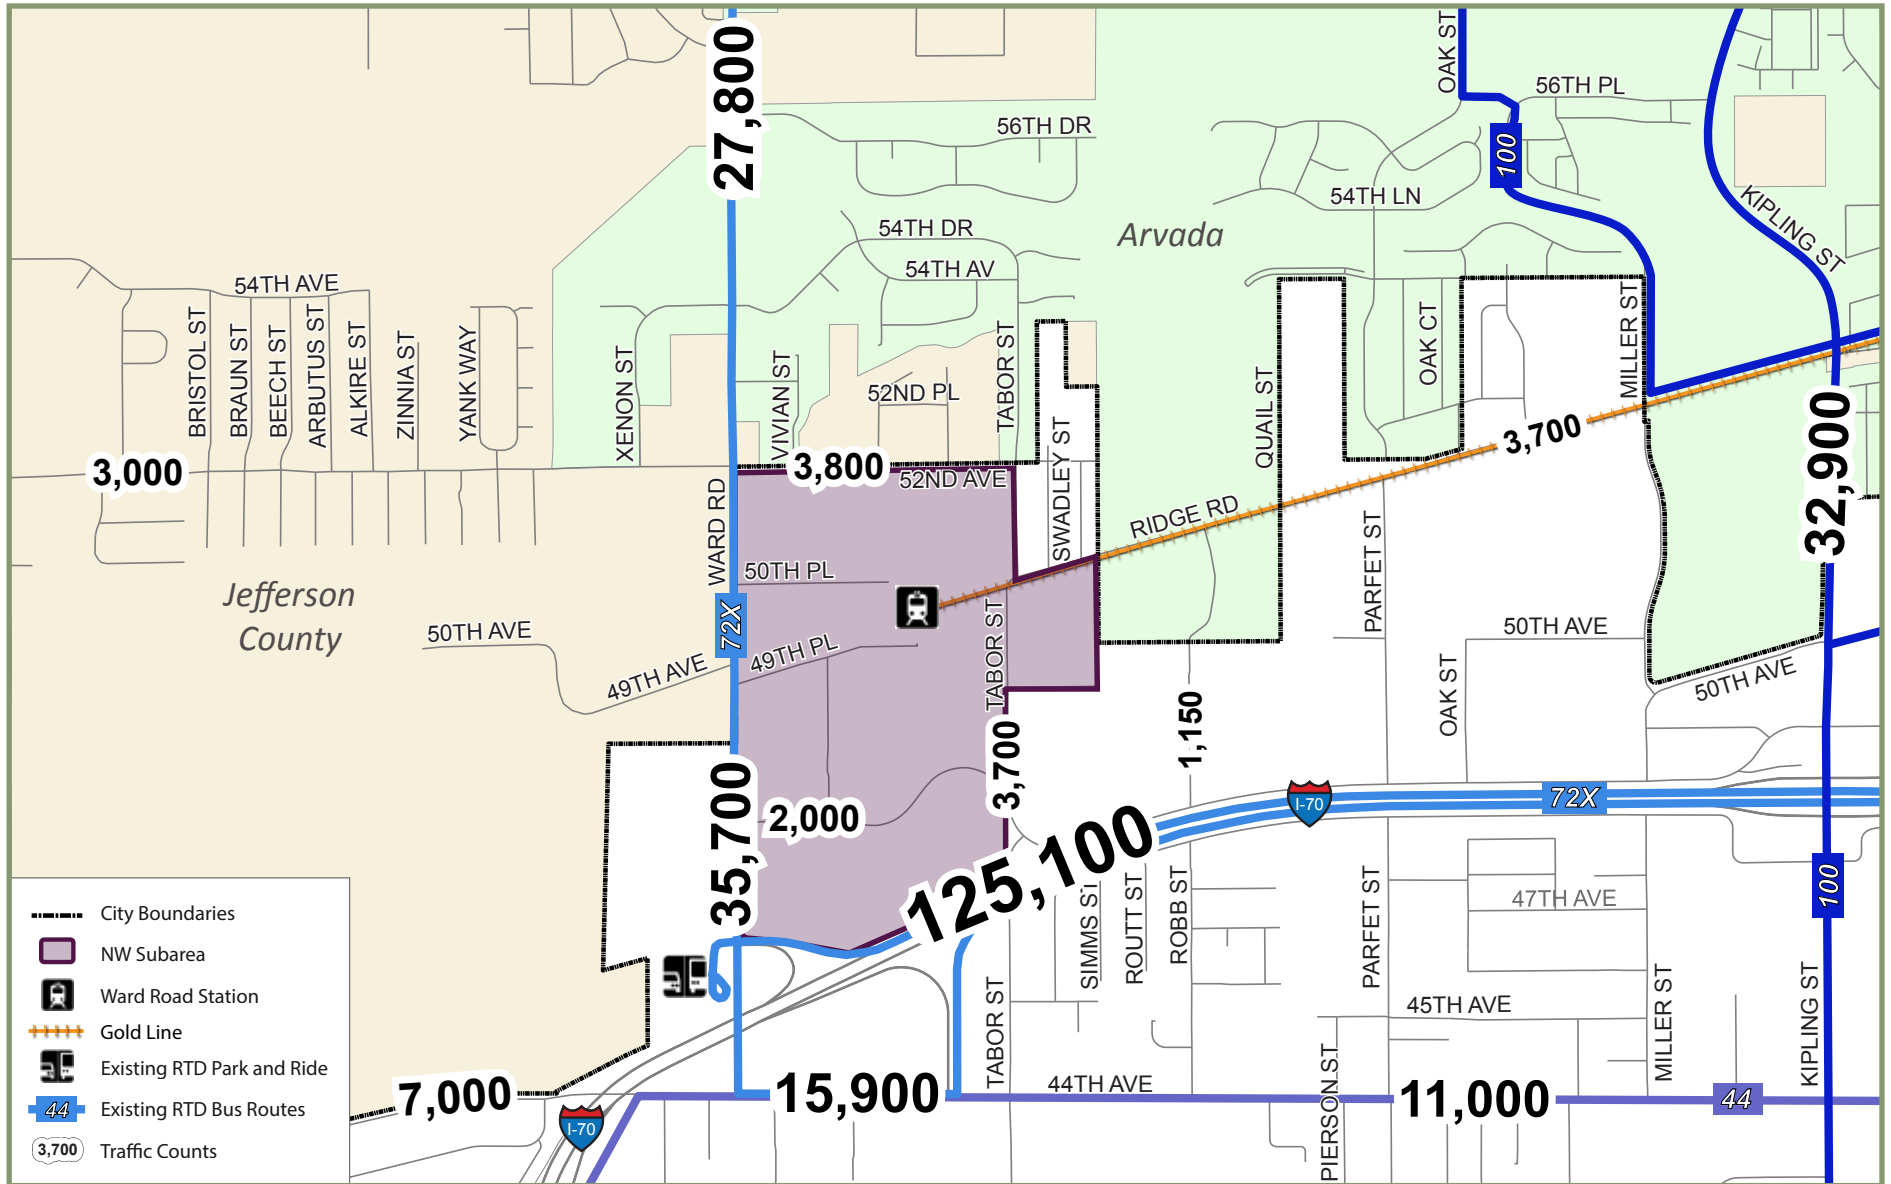 27,800
OAK ST
56TH PL
56TH DR
100
54TH LN
KIPLING ST
54TH DR
Arvada
54TH AV
54TH AVE
BRISTOL ST
BRAUN ST
BEECH ST
ARBUTUS ST
ALKIRE ST
ZINNIA ST
YANK WAY
XENON ST
VIVIAN ST
52ND PL
TABOR ST
SWADLEY ST
QUAIL ST
OAK CT
MILLER ST
3,700
32,900
3,000
3,800
52ND AVE
WARD RD
RIDGE RD
PARFET ST
50TH PL
Jefferson
County
72X
50TH AVE
49TH AVE
49TH PL
TABOR ST
50TH AVE
OAK ST
50TH AVE
3,700
1,150
35,700
2,000
125,100
I-70
72X
100
SIMMS ST
ROUTT ST
ROBB ST
PARFET ST
47TH AVE
TABOR ST
45TH AVE
MILLER ST
KIPLING ST
PIERSON ST
7,000
15,900
44TH AVE
11,000
44
I-70
City Boundaries
NW Subarea
Ward Road Station
Gold Line
Existing RTD Park and Ride
44 Existing RTD Bus Routes
3,700 Traffic Counts